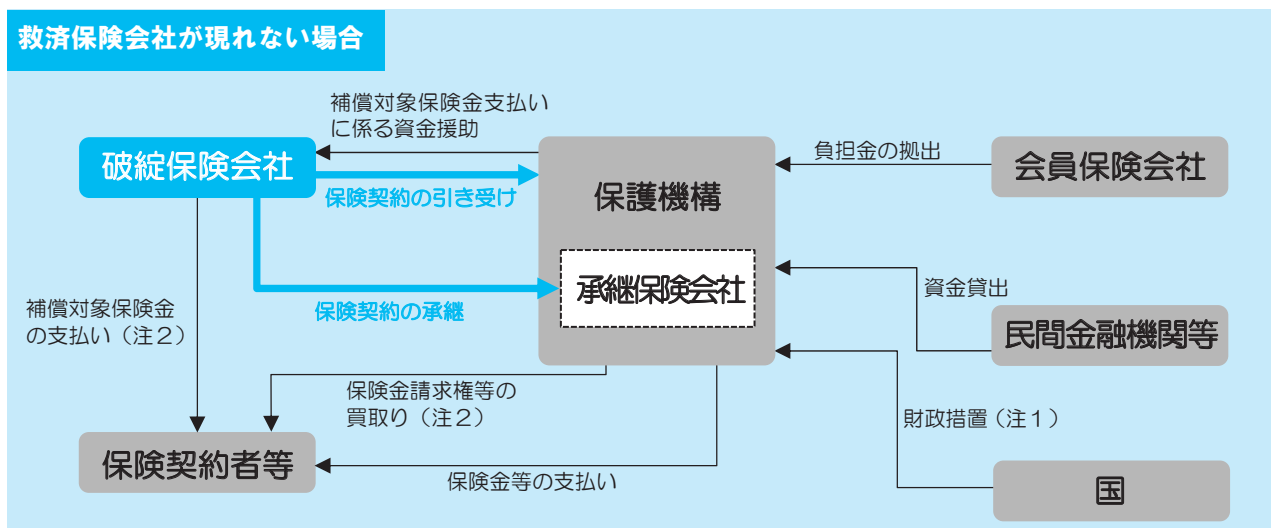 救済保険会社が現れない場合
補償対象保険金支払い
に係る資金援助
破綻保険会社
保険契約の引き受け
保護機構
負担金の拠出
会員保険会社
承継保険会社
保険契約の承継
資金貸出
民間金融機関等
補償対象保険金
の支払い（注２）
保険金請求権等の
買取り（注２）
財政措置（注１）
保険契約者等
保険金等の支払い
国